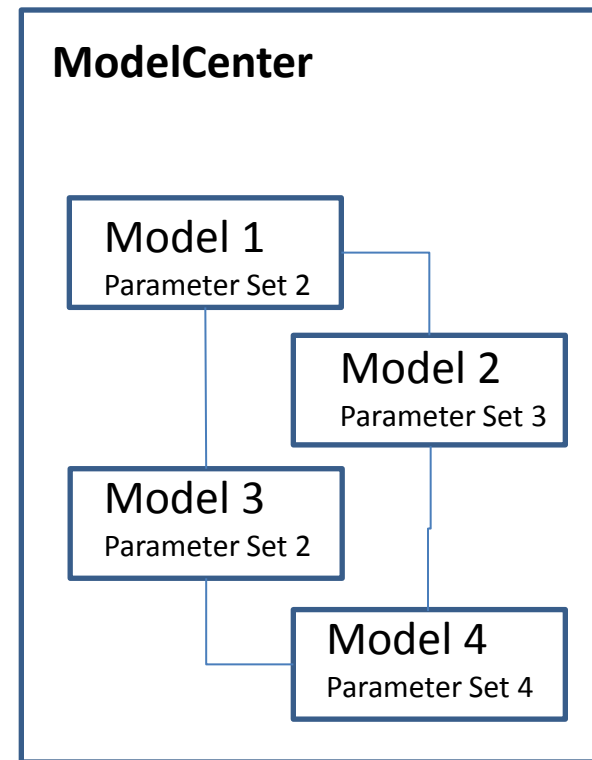 ModelCenter
Model 1
Parameter Set 2
Model 2
Parameter Set 3
Model 3
Parameter Set 2
Model 4
Parameter Set 4